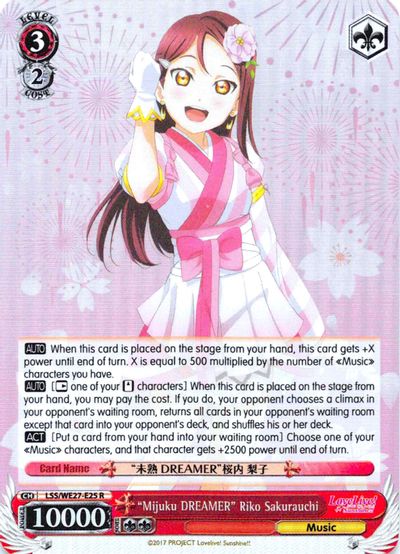 LEVEL
3
2
COST
AUTO When this card is placed on the stage from your hand, this card gets +X
power until end of turn. X is equal to 500 multiplied by the number of «Music»
characters you have.
AUTO [ one of your [ ] characters] When this card is placed on the stage from
your hand, you may pay the cost. If you do, your opponent chooses a climax in
your opponent's waiting room, returns all cards in your opponent's waiting room
except that card into your opponent's deck, and shuffles his or her deck.
ACT [Put a card from your hand into your waiting room] Choose one of your
«Music» characters, and that character gets +2500 power until end of turn.
Card Name
"未熟 DREAMER"桜内 梨子
CH LSS/WE27-E25 R
"Mijuku DREAMER" Riko Sakurauchi
LoveLive!
POWER
10000
SOUL
Music
©2017 PROJECT Lovelive! Sunshine!!